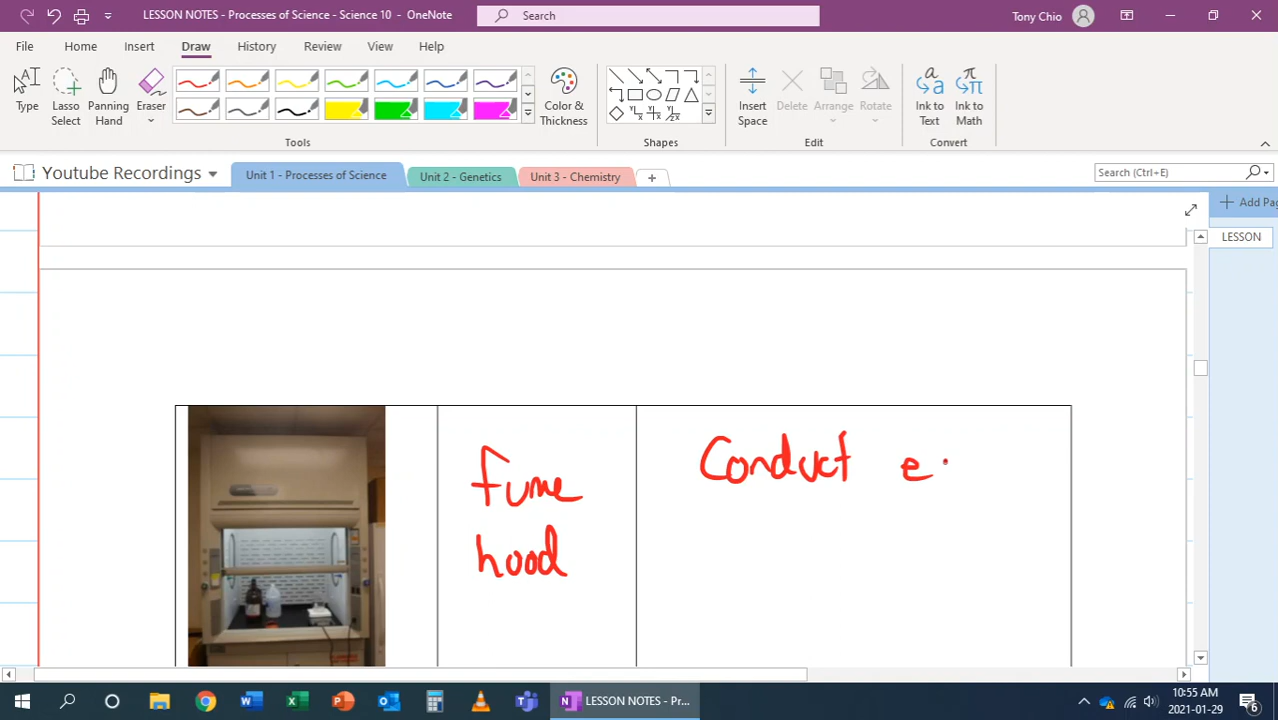 LESSON NOTES - Processes of Science - Science 10 - OneNote
Search
Tony Chio
File Home Insert Draw History Review View Help
Type
Lasso Select
Panning Hand
Eraser
Color & Thickness
Insert Space
Delete
Arrange
Rotate
Ink to Text
Ink to Math
Tools
Shapes
Edit
Convert
Youtube Recordings
Unit 1 - Processes of Science
Unit 2 - Genetics
Unit 3 - Chemistry
Search (Ctrl+E)
Add Pag
LESSON
fume
hood
Conduct e
LESSON NOTES - Pr...
10:55 AM
2021-01-29
6